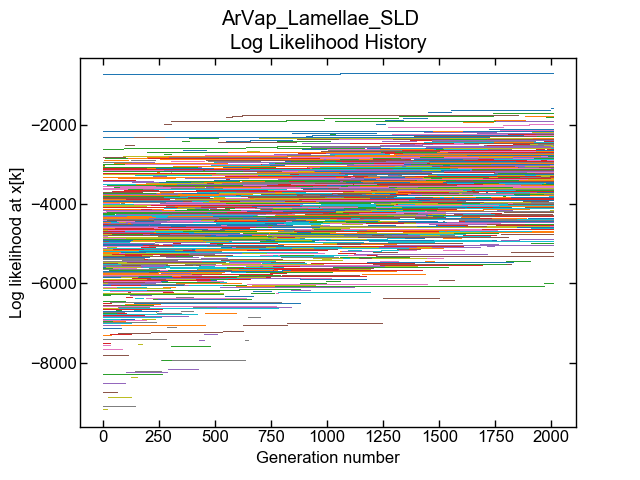 ArVap_Lamellae_SLD
Log Likelihood History
Log likelihood at x[k]
−2000
−4000
−6000
−8000
0 250 500 750 1000 1250 1500 1750 2000
Generation number